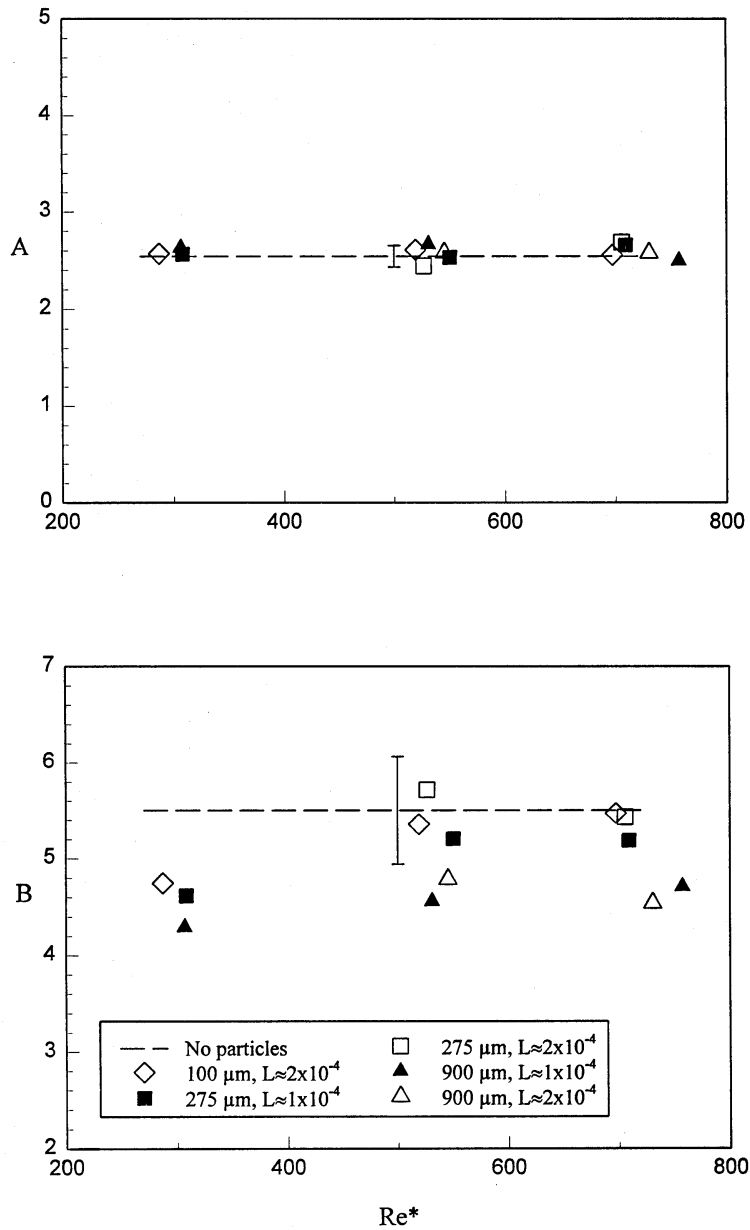 5
4
3
A
2
1
0
200 400 600 800
7
6
5
B
4
3
2
No particles
100 µm, L≈2x10⁻⁴
275 µm, L≈1x10⁻⁴
275 µm, L≈2x10⁻⁴
900 µm, L≈1x10⁻⁴
900 µm, L≈2x10⁻⁴
200 400 600 800
Re*